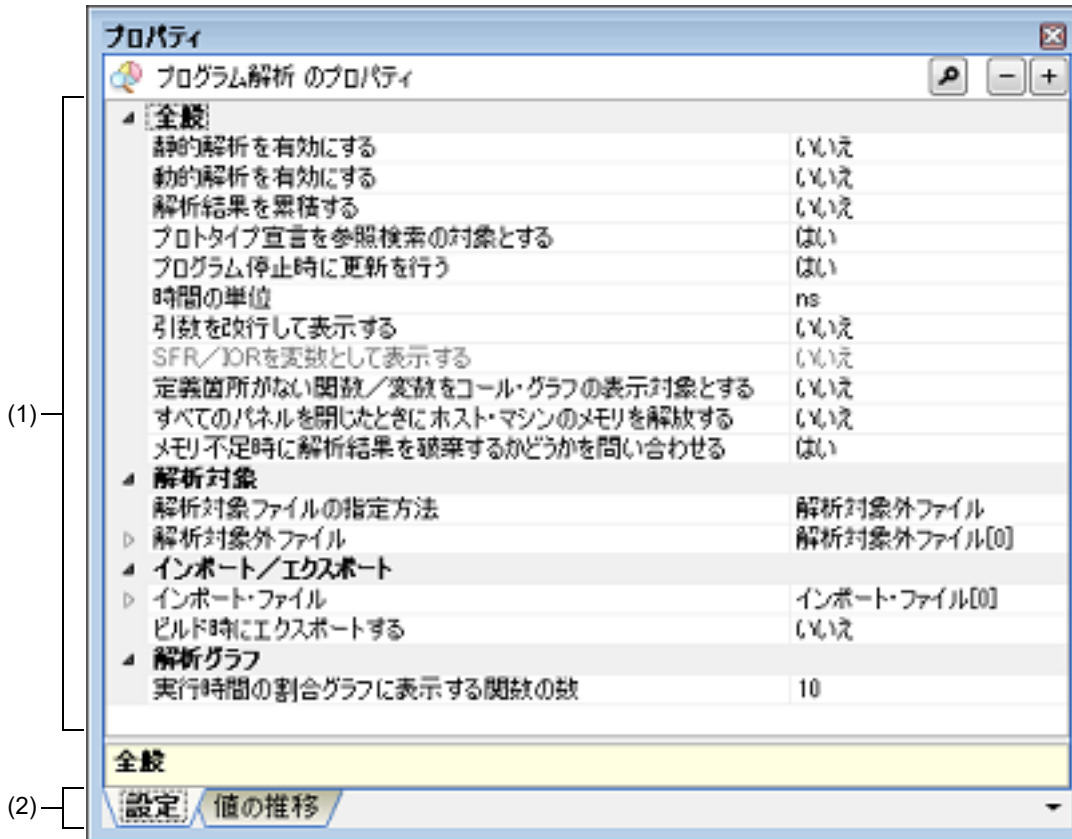 プロパティ
プログラム解析 のプロパティ
(1)
全般
静的解析を有効にする いいえ
動的解析を有効にする いいえ
解析結果を累積する いいえ
プロトタイプ宣言を参照検索の対象とする はい
プログラム停止時に更新を行う はい
時間の単位 ns
引数を改行して表示する いいえ
SFR／IORを変数として表示する いいえ
定義箇所がない関数／変数をコール・グラフの表示対象とする いいえ
すべてのパネルを閉じたときにホスト・マシンのメモリを解放する いいえ
メモリ不足時に解析結果を破棄するかどうかを問い合わせる はい
解析対象
解析対象ファイルの指定方法 解析対象外ファイル
解析対象外ファイル 解析対象外ファイル[0]
インポート／エクスポート
インポート・ファイル インポート・ファイル[0]
ビルド時にエクスポートする いいえ
解析グラフ
実行時間の割合グラフに表示する関数の数 10
全般
(2)
設定 値の推移